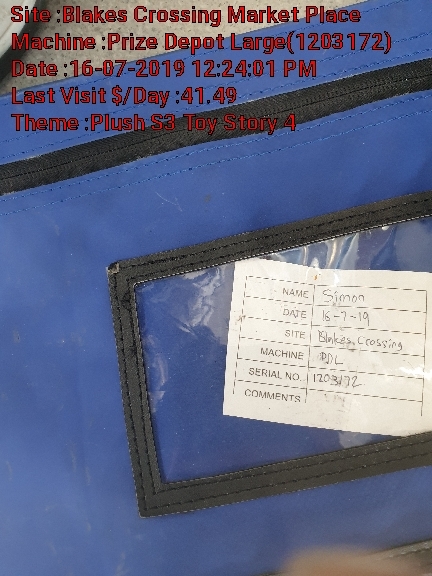 Site :Blakes Crossing Market Place
Machine :Prize Depot Large(1203172)
Date :16-07-2019 12:24:01 PM
Last Visit $/Day :41.49
Theme :Plush S3 Toy Story 4
NAME Simon
DATE 16-7-19
SITE Blakes Crossing
MACHINE PDL
SERIAL NO. 1203172
COMMENTS